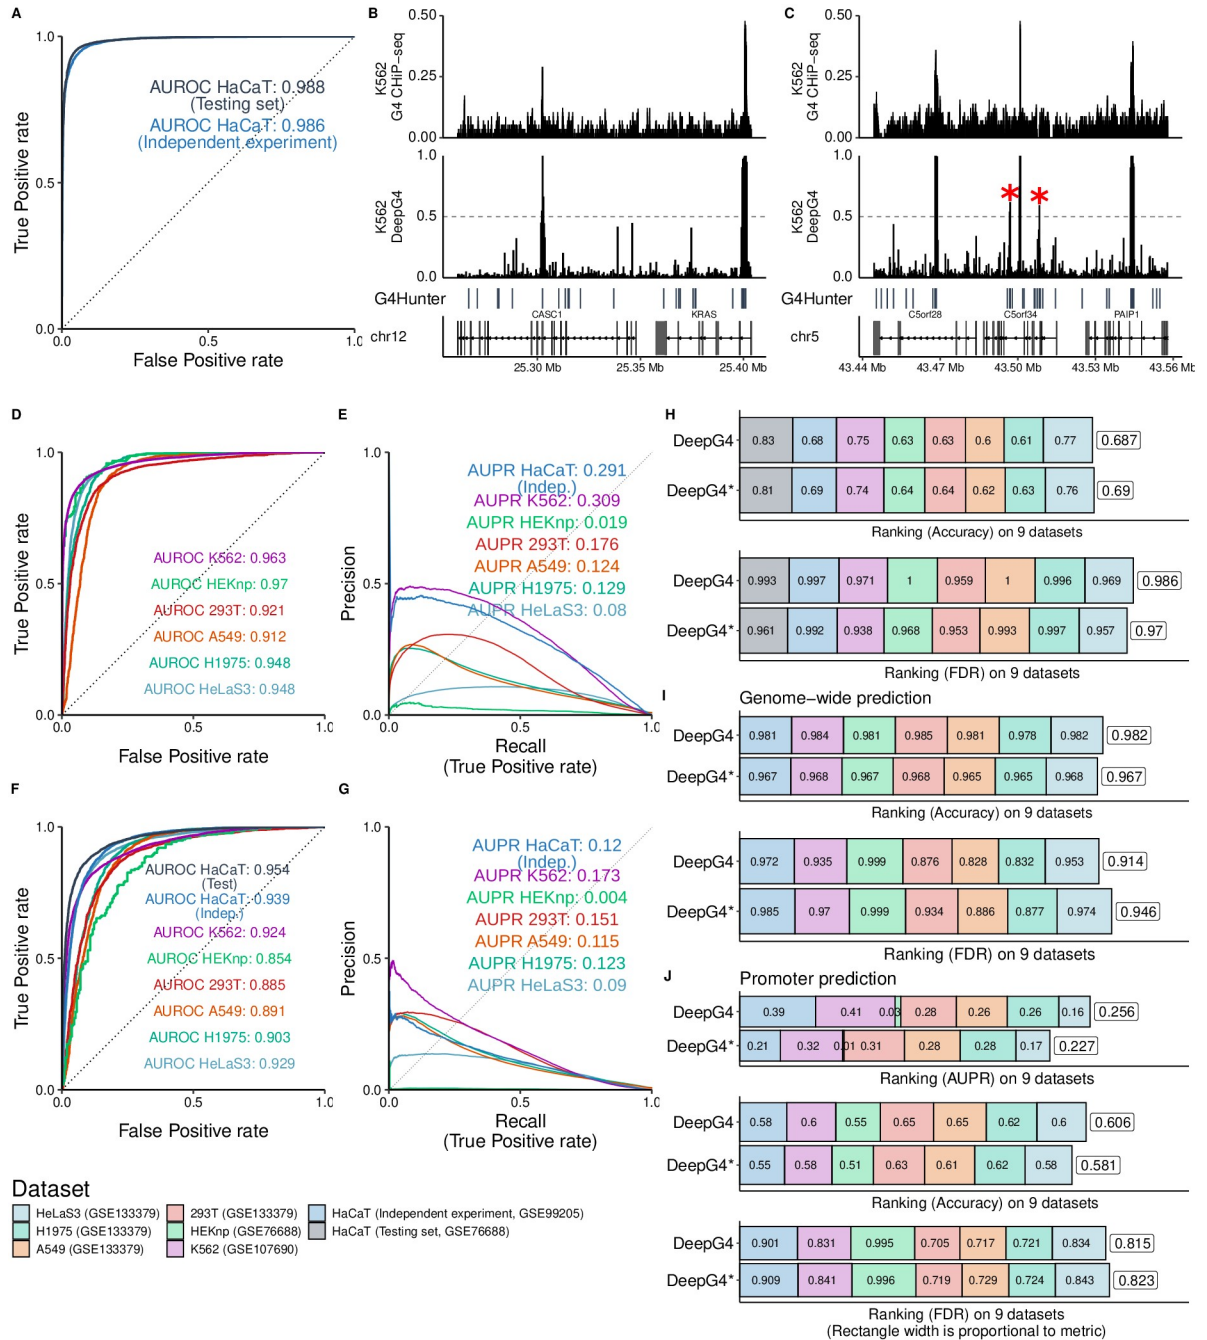 A
1.0
0.5
0.0
0.0
0.5
1.0
True Positive rate
False Positive rate
AUROC HaCaT: 0.988
(Testing set)
AUROC HaCaT: 0.986
(Independent experiment)
B
K562
G4 CHiP−seq
0.50
0.25
0.00
K562
DeepG4
1.0
0.5
0.0
G4Hunter
CASC1
KRAS
chr12
25.30 Mb
25.35 Mb
25.40 Mb
C
K562
G4 CHiP−seq
0.50
0.25
0.00
K562
DeepG4
1.0
0.5
0.0
* *
G4Hunter
C5orf28
C5orf34
PAIP1
chr5
43.44 Mb
43.47 Mb
43.50 Mb
43.53 Mb
43.56 Mb
D
True Positive rate
1.0
0.5
0.0
AUROC K562: 0.963
AUROC HEKnp: 0.97
AUROC 293T: 0.921
AUROC A549: 0.912
AUROC H1975: 0.948
AUROC HeLaS3: 0.948
0.0
0.5
1.0
False Positive rate
E
Precision
1.0
0.5
0.0
AUPR HaCaT: 0.291
(Indep.)
AUPR K562: 0.309
AUPR HEKnp: 0.019
AUPR 293T: 0.176
AUPR A549: 0.124
AUPR H1975: 0.129
AUPR HeLaS3: 0.08
0.0
0.5
1.0
Recall
(True Positive rate)
F
True Positive rate
1.0
0.5
0.0
AUROC HaCaT: 0.954
(Test)
AUROC HaCaT: 0.939
(Indep.)
AUROC K562: 0.924
AUROC HEKnp: 0.854
AUROC 293T: 0.885
AUROC A549: 0.891
AUROC H1975: 0.903
AUROC HeLaS3: 0.929
0.0
0.5
1.0
False Positive rate
G
Precision
1.0
0.5
0.0
AUPR HaCaT: 0.12
(Indep.)
AUPR K562: 0.173
AUPR HEKnp: 0.004
AUPR 293T: 0.151
AUPR A549: 0.115
AUPR H1975: 0.123
AUPR HeLaS3: 0.09
0.0
0.5
1.0
Recall
(True Positive rate)
H
DeepG4 0.83 0.68 0.75 0.63 0.63 0.6 0.61 0.77 0.687
DeepG4* 0.81 0.69 0.74 0.64 0.64 0.62 0.63 0.76 0.69
Ranking (Accuracy) on 9 datasets
DeepG4 0.993 0.997 0.971 1 0.959 1 0.996 0.969 0.986
DeepG4* 0.961 0.992 0.938 0.968 0.953 0.993 0.997 0.957 0.97
Ranking (FDR) on 9 datasets
I
Genome−wide prediction
DeepG4 0.981 0.984 0.981 0.985 0.981 0.978 0.982 0.982
DeepG4* 0.967 0.968 0.967 0.968 0.965 0.965 0.968 0.967
Ranking (Accuracy) on 9 datasets
DeepG4 0.972 0.935 0.999 0.876 0.828 0.832 0.953 0.914
DeepG4* 0.985 0.97 0.999 0.934 0.886 0.877 0.974 0.946
Ranking (FDR) on 9 datasets
J
Promoter prediction
DeepG4 0.39 0.41 0.03 0.28 0.26 0.26 0.16 0.256
DeepG4* 0.21 0.32 0.01 0.31 0.28 0.28 0.17 0.227
Ranking (AUPR) on 9 datasets
DeepG4 0.58 0.6 0.55 0.65 0.65 0.62 0.6 0.606
DeepG4* 0.55 0.58 0.51 0.63 0.61 0.62 0.58 0.581
Ranking (Accuracy) on 9 datasets
DeepG4 0.901 0.831 0.995 0.705 0.717 0.721 0.834 0.815
DeepG4* 0.909 0.841 0.996 0.719 0.729 0.724 0.843 0.823
Ranking (FDR) on 9 datasets
(Rectangle width is proportional to metric)
Dataset
HeLaS3 (GSE133379)
H1975 (GSE133379)
A549 (GSE133379)
293T (GSE133379)
HEKnp (GSE76688)
K562 (GSE107690)
HaCaT (Independent experiment, GSE99205)
HaCaT (Testing set, GSE76688)